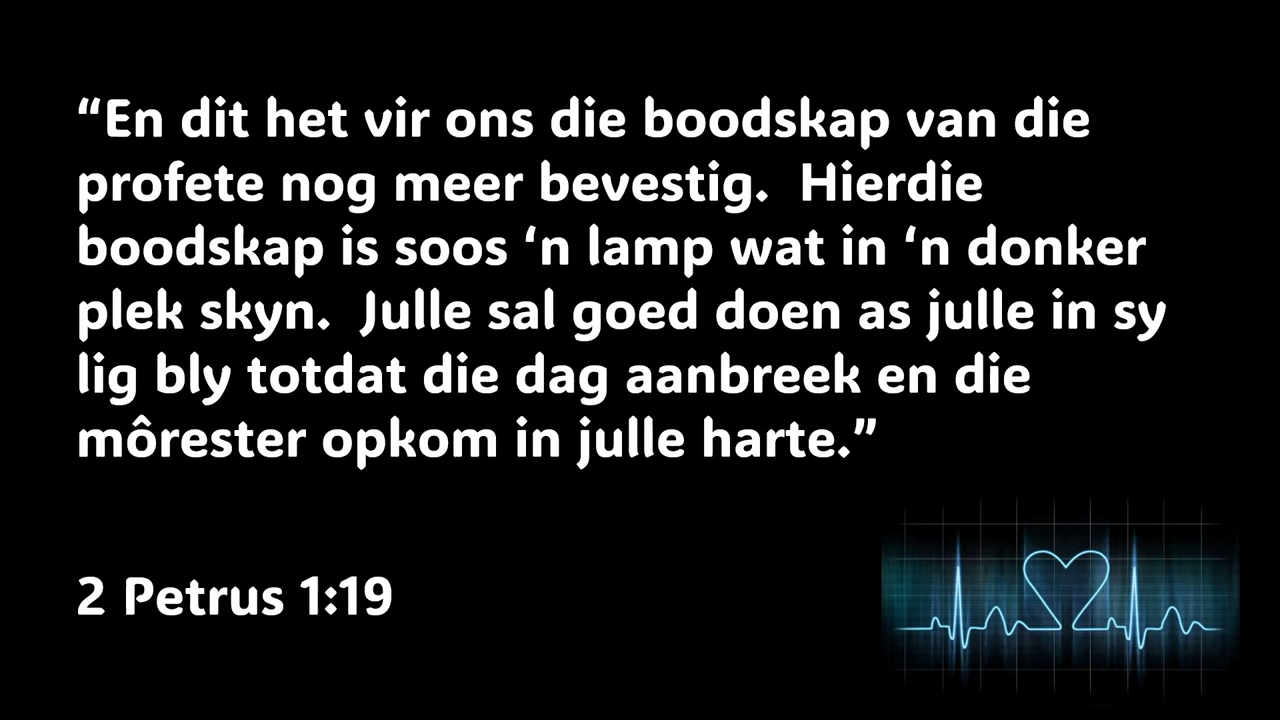 “En dit het vir ons die boodskap van die
profete nog meer bevestig.  Hierdie
boodskap is soos ‘n lamp wat in ‘n donker
plek skyn.  Julle sal goed doen as julle in sy
lig bly totdat die dag aanbreek en die
môrester opkom in julle harte.”
2 Petrus 1:19